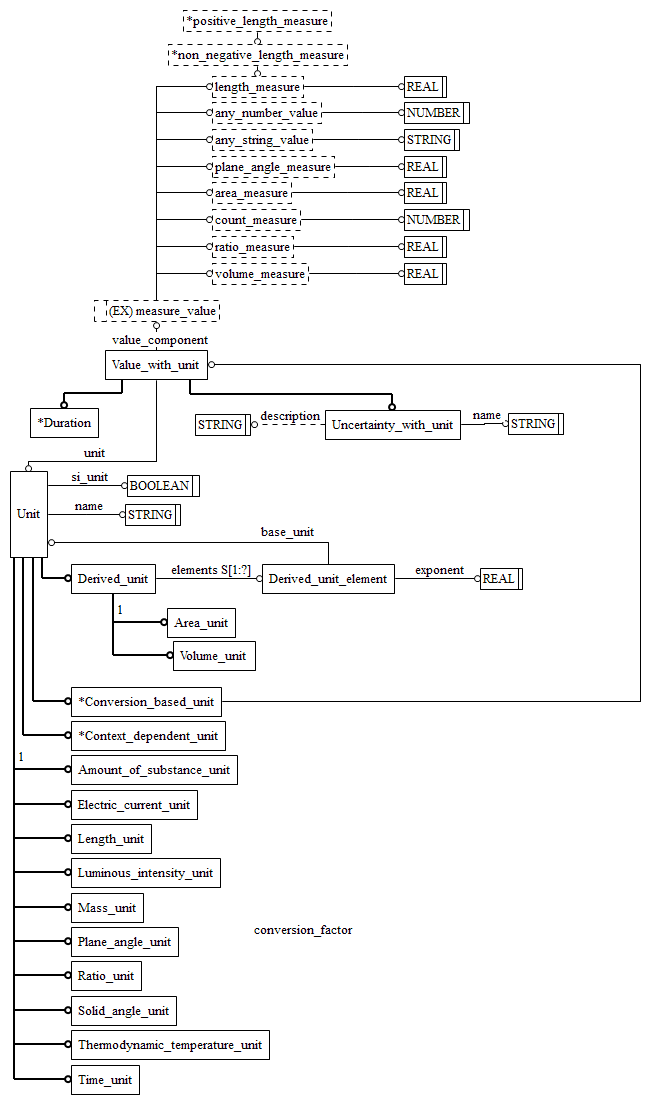 *positive_length_measure
*non_negative_length_measure
length_measure REAL
any_number_value NUMBER
any_string_value STRING
plane_angle_measure REAL
area_measure REAL
count_measure NUMBER
ratio_measure REAL
volume_measure REAL
(EX) measure_value
value_component
Value_with_unit
*Duration
STRING description Uncertainty_with_unit name STRING
unit
si_unit BOOLEAN
Unit
name STRING
base_unit
Derived_unit elements S[1:?] Derived_unit_element exponent REAL
1
Area_unit
Volume_unit
*Conversion_based_unit
*Context_dependent_unit
1
Amount_of_substance_unit
Electric_current_unit
Length_unit
Luminous_intensity_unit
Mass_unit
conversion_factor
Plane_angle_unit
Ratio_unit
Solid_angle_unit
Thermodynamic_temperature_unit
Time_unit